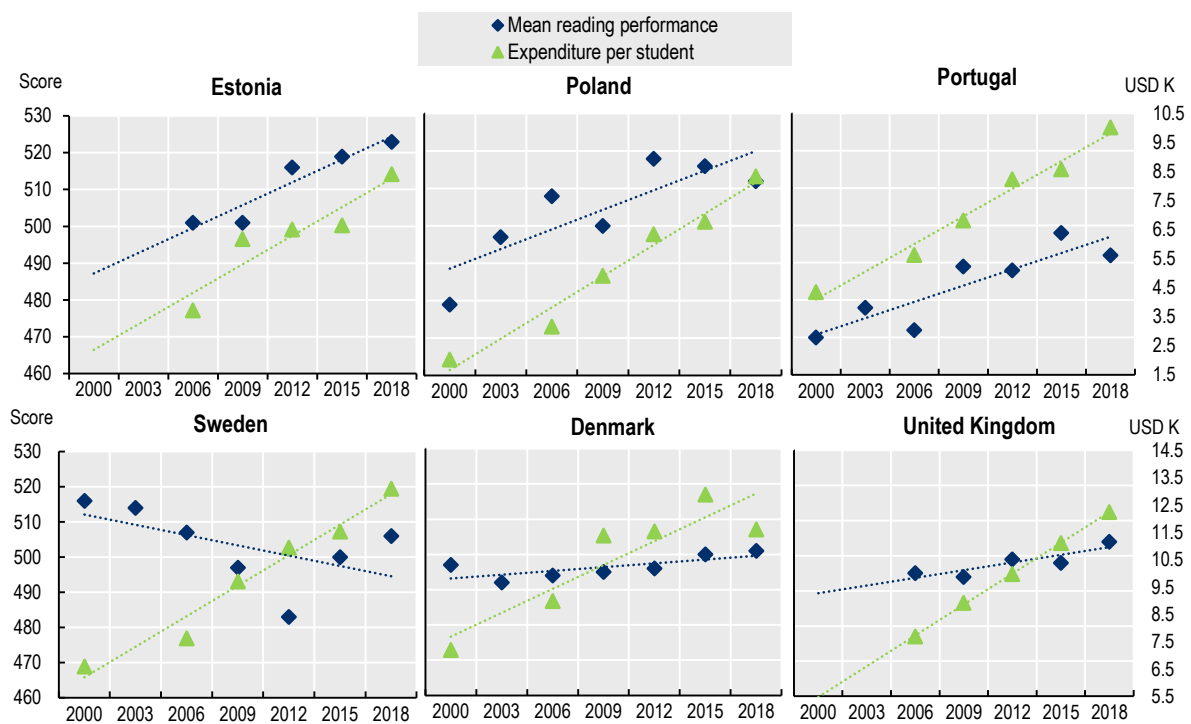 Mean reading performance
Expenditure per student
Score
Estonia
Poland
Portugal
USD K
530
520
510
500
490
480
470
460
10.5
9.5
8.5
7.5
6.5
5.5
4.5
3.5
2.5
1.5
2000 2003 2006 2009 2012 2015 2018
2000 2003 2006 2009 2012 2015 2018
2000 2003 2006 2009 2012 2015 2018
Score
Sweden
Denmark
United Kingdom
USD K
530
520
510
500
490
480
470
460
14.5
13.5
12.5
11.5
10.5
9.5
8.5
7.5
6.5
5.5
2000 2003 2006 2009 2012 2015 2018
2000 2003 2006 2009 2012 2015 2018
2000 2003 2006 2009 2012 2015 2018